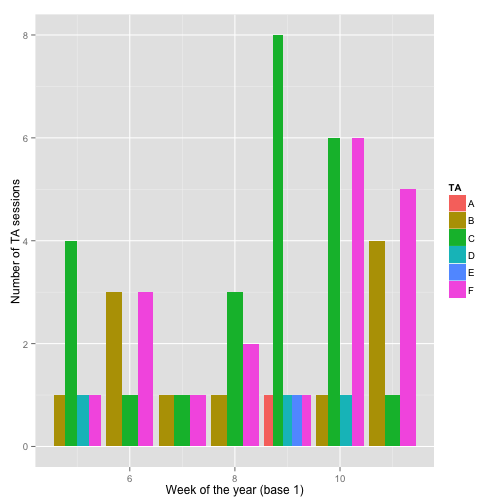 8
6
4
2
0
Number of TA sessions
6
8
10
Week of the year (base 1)
TA
A
B
C
D
E
F